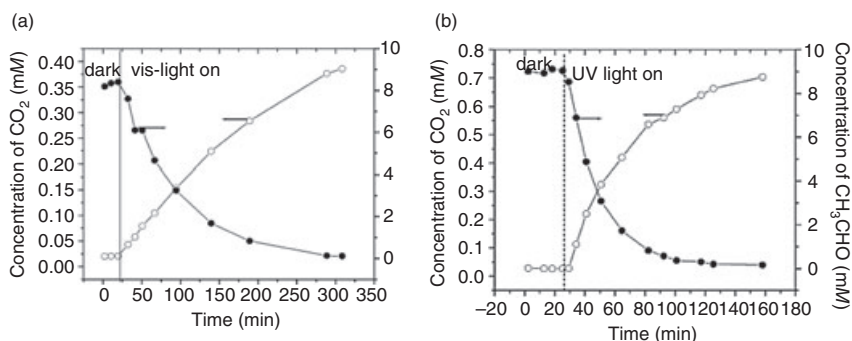 (a)
Concentration of CO₂ (mM)
0.40
0.35
0.30
0.25
0.20
0.15
0.10
0.05
0.00
dark
vis-light on
10
8
6
4
2
0
0 50 100 150 200 250 300 350
Time (min)
(b)
Concentration of CO₂ (mM)
0.8
0.7
0.6
0.5
0.4
0.3
0.2
0.1
0.0
dark
UV light on
10
8
6
4
2
0
Concentration of CH₃CHO (mM)
−20 0 20 40 60 80 100 120 140 160 180
Time (min)